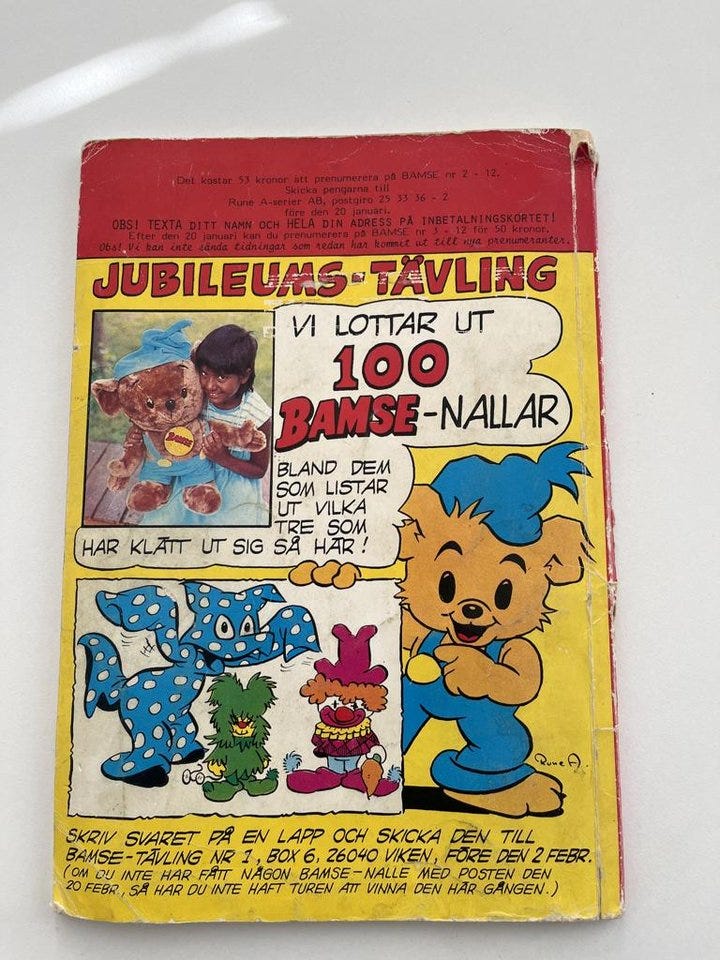 Det kostar 53 kronor att prenumerera på BAMSE nr 2 - 12.
Skicka pengarna till
Rune A-serier AB, postgiro 25 33 36 - 2
före den 20 januari.
OBS! TEXTA DITT NAMN OCH HELA DIN ADRESS PÅ INBETALNINGSKORTET!
Efter den 20 januari kan du prenumerera på BAMSE nr 3 - 12 för 50 kronor.
Obs! Vi kan inte sända tidningar som redan har kommit ut till nya prenumeranter.
JUBILEUMS-TÄVLING
VI LOTTAR UT
100
BAMSE-NALLAR
BAMSE
BLAND DEM
SOM LISTAR
UT VILKA
TRE SOM
HAR KLÄTT UT SIG SÅ HÄR!
Rune A.
SKRIV SVARET PÅ EN LAPP OCH SKICKA DEN TILL
BAMSE-TÄVLING NR 1, BOX 6, 26040 VIKEN, FÖRE DEN 2 FEBR.
(OM DU INTE HAR FÅTT NÅGON BAMSE-NALLE MED POSTEN DEN
20 FEBR, SÅ HAR DU INTE HAFT TUREN ATT VINNA DEN HÄR GÅNGEN.)